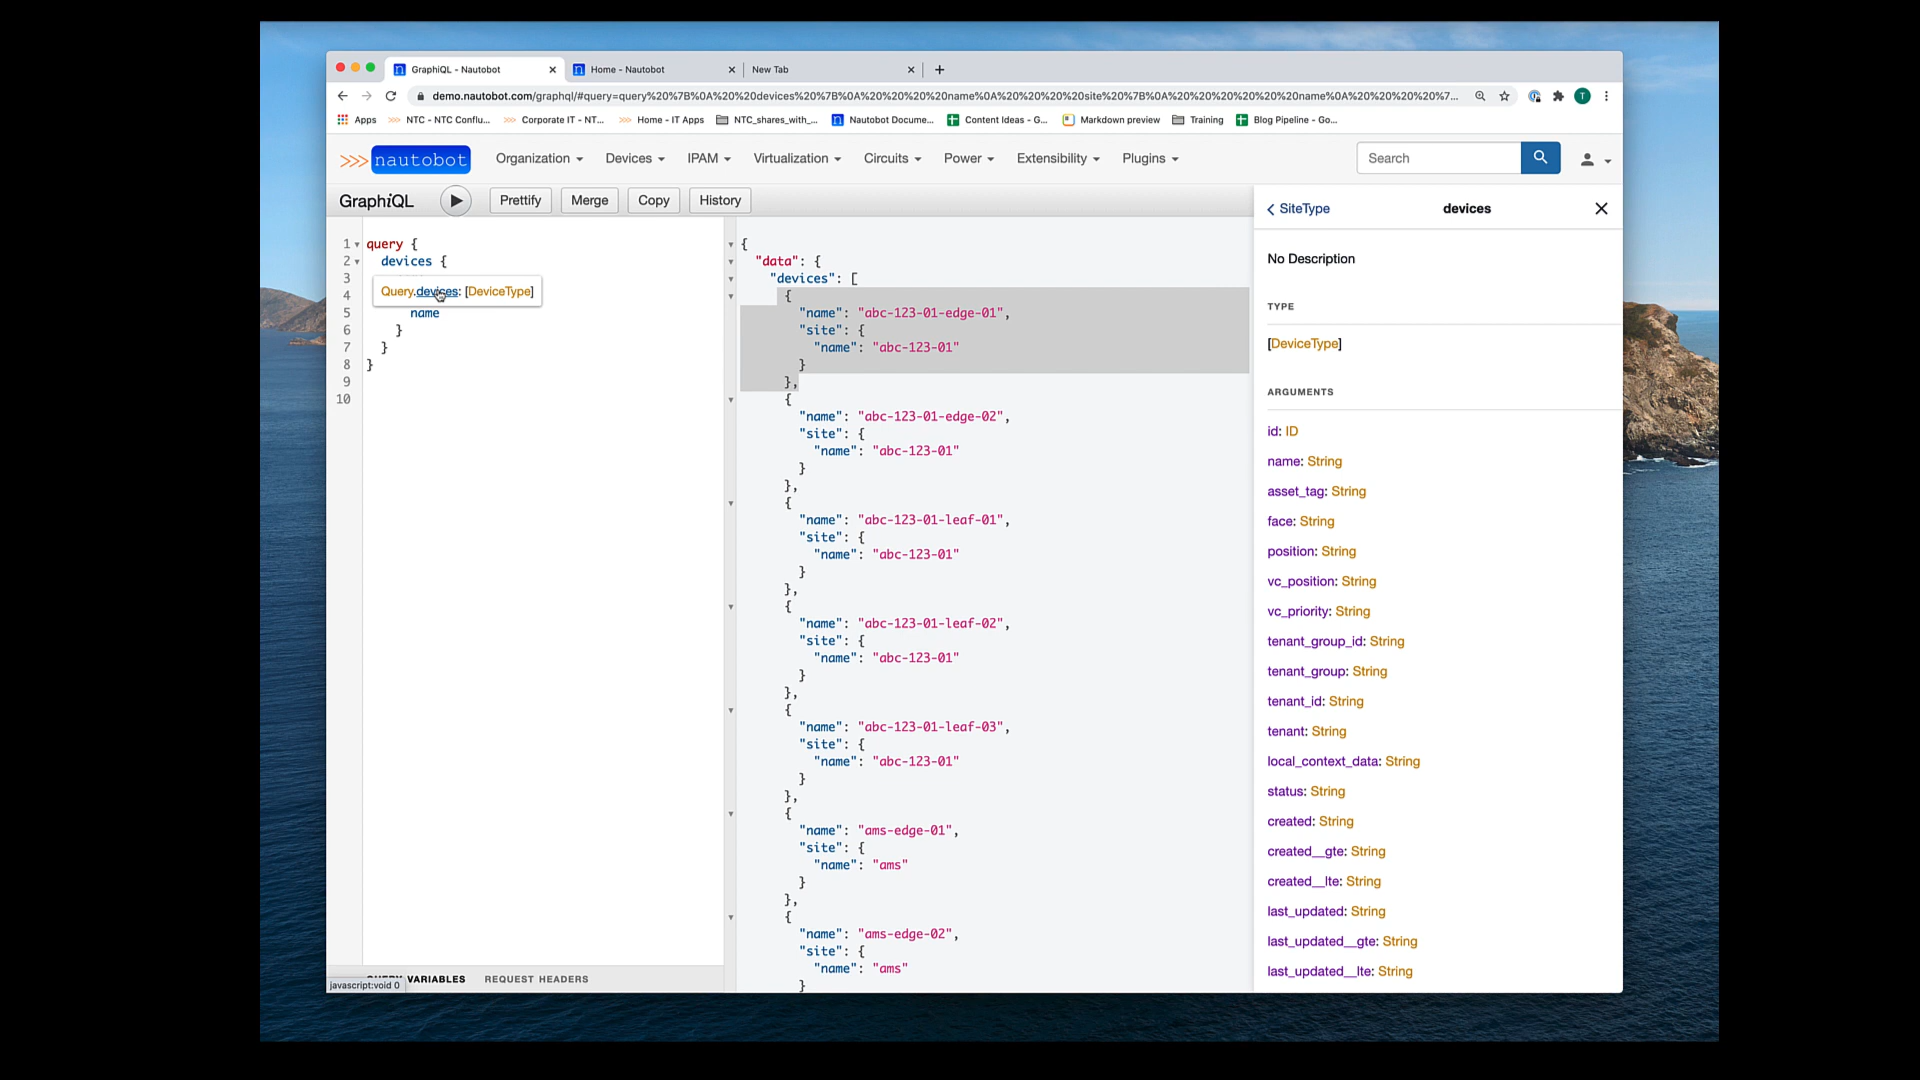 GraphiQL - Nautobot
Home - Nautobot
New Tab
demo.nautobot.com/graphql/#query=query%20%7B%0A%20%20devices%20%7B%0A%20%20%20%20name%0A%20%20%20%20site%20%7B%0A%20%20%20%20%20%20name%0A%20%20%20%20%7...
Apps
NTC - NTC Conflu...
Corporate IT - NT...
Home - IT Apps
NTC_shares_with_...
Nautobot Docume...
Content Ideas - G...
Markdown preview
Training
Blog Pipeline - Go...
nautobot
Organization
Devices
IPAM
Virtualization
Circuits
Power
Extensibility
Plugins
Search
GraphiQL
Prettify
Merge
Copy
History
1 query {
2 devices {
3
4 Query.devices: [DeviceType]
5 name
6 }
7 }
8 }
9
10
QUERY VARIABLES
REQUEST HEADERS
javascript:void 0
{
"data": {
"devices": [
{
"name": "abc-123-01-edge-01",
"site": {
"name": "abc-123-01"
}
},
{
"name": "abc-123-01-edge-02",
"site": {
"name": "abc-123-01"
}
},
{
"name": "abc-123-01-leaf-01",
"site": {
"name": "abc-123-01"
}
},
{
"name": "abc-123-01-leaf-02",
"site": {
"name": "abc-123-01"
}
},
{
"name": "abc-123-01-leaf-03",
"site": {
"name": "abc-123-01"
}
},
{
"name": "ams-edge-01",
"site": {
"name": "ams"
}
},
{
"name": "ams-edge-02",
"site": {
"name": "ams"
}
SiteType
devices
No Description
TYPE
[DeviceType]
ARGUMENTS
id: ID
name: String
asset_tag: String
face: String
position: String
vc_position: String
vc_priority: String
tenant_group_id: String
tenant_group: String
tenant_id: String
tenant: String
local_context_data: String
status: String
created: String
created__gte: String
created__lte: String
last_updated: String
last_updated__gte: String
last_updated__lte: String